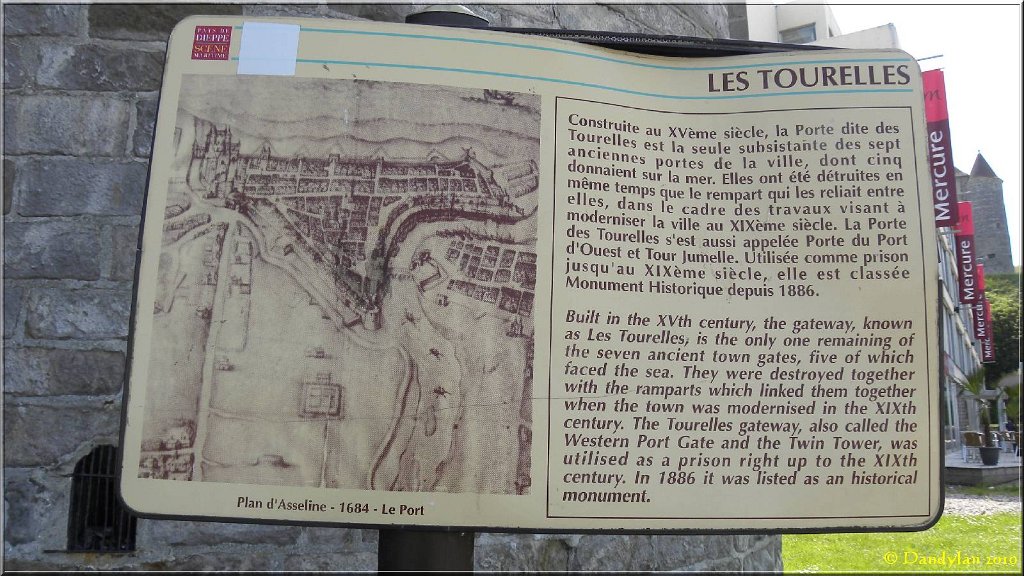 PAYS DE
DIEPPE
SCÈNE
MARITIME
LES TOURELLES
Construite au XVème siècle, la Porte dite des
Tourelles est la seule subsistante des sept
anciennes portes de la ville, dont cinq
donnaient sur la mer. Elles ont été détruites en
même temps que le rempart qui les reliait entre
elles, dans le cadre des travaux visant à
moderniser la ville au XIXème siècle. La Porte
des Tourelles s'est aussi appelée Porte du Port
d'Ouest et Tour Jumelle. Utilisée comme prison
jusqu'au XIXème siècle, elle est classée
Monument Historique depuis 1886.
Built in the XVth century, the gateway, known
as Les Tourelles, is the only one remaining of
the seven ancient town gates, five of which
faced the sea. They were destroyed together
with the ramparts which linked them together
when the town was modernised in the XIXth
century. The Tourelles gateway, also called the
Western Port Gate and the Twin Tower, was
utilised as a prison right up to the XIXth
century. In 1886 it was listed as an historical
monument.
Plan d'Asseline - 1684 - Le Port
Mercure
Mercure
Mercure
© Dandylan 2019